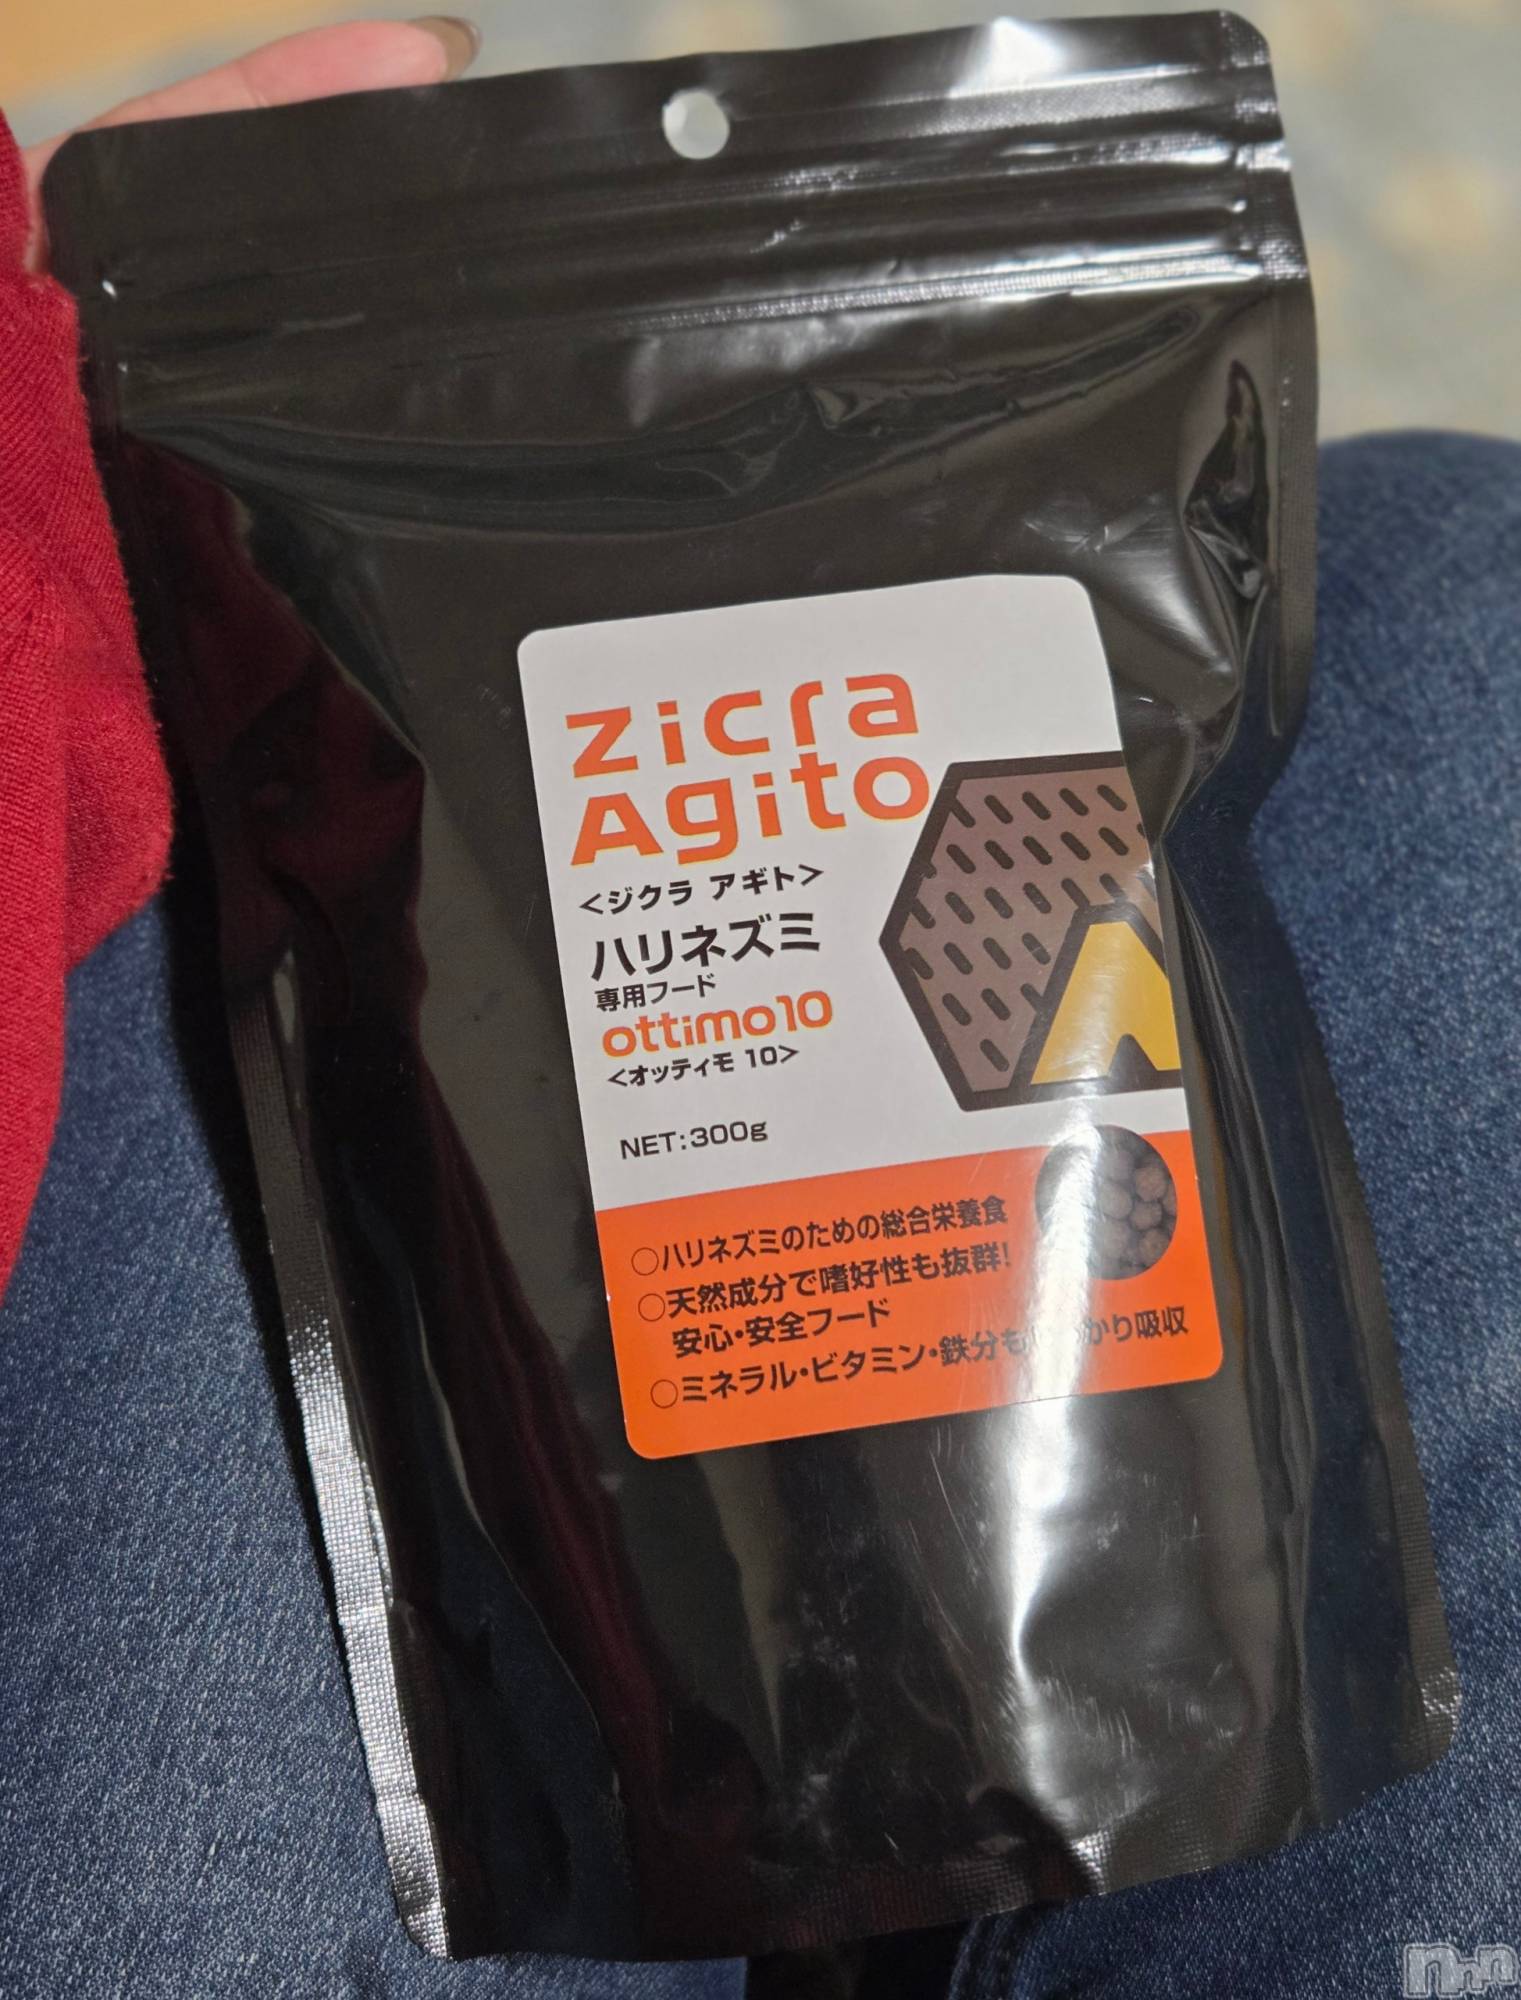 zicra
Agito
<ジクラ アギト>
ハリネズミ
専用フード
ottimo10
<オッティモ 10>
NET:300g
○ハリネズミのための総合栄養食
○天然成分で嗜好性も抜群!
安心・安全フード
○ミネラル・ビタミン・鉄分も かり吸収